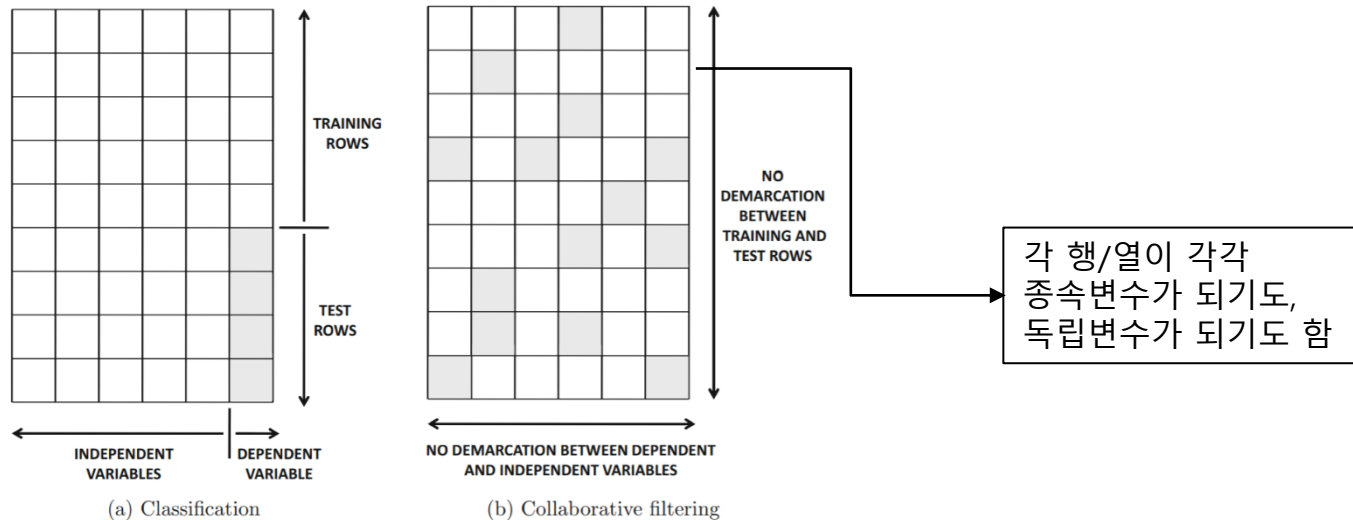 TRAINING
ROWS
TEST
ROWS
INDEPENDENT
VARIABLES
DEPENDENT
VARIABLE
(a) Classification
NO
DEMARCATION
BETWEEN
TRAINING AND
TEST ROWS
NO DEMARCATION BETWEEN DEPENDENT
AND INDEPENDENT VARIABLES
(b) Collaborative filtering
각 행/열이 각각
종속변수가 되기도,
독립변수가 되기도 함